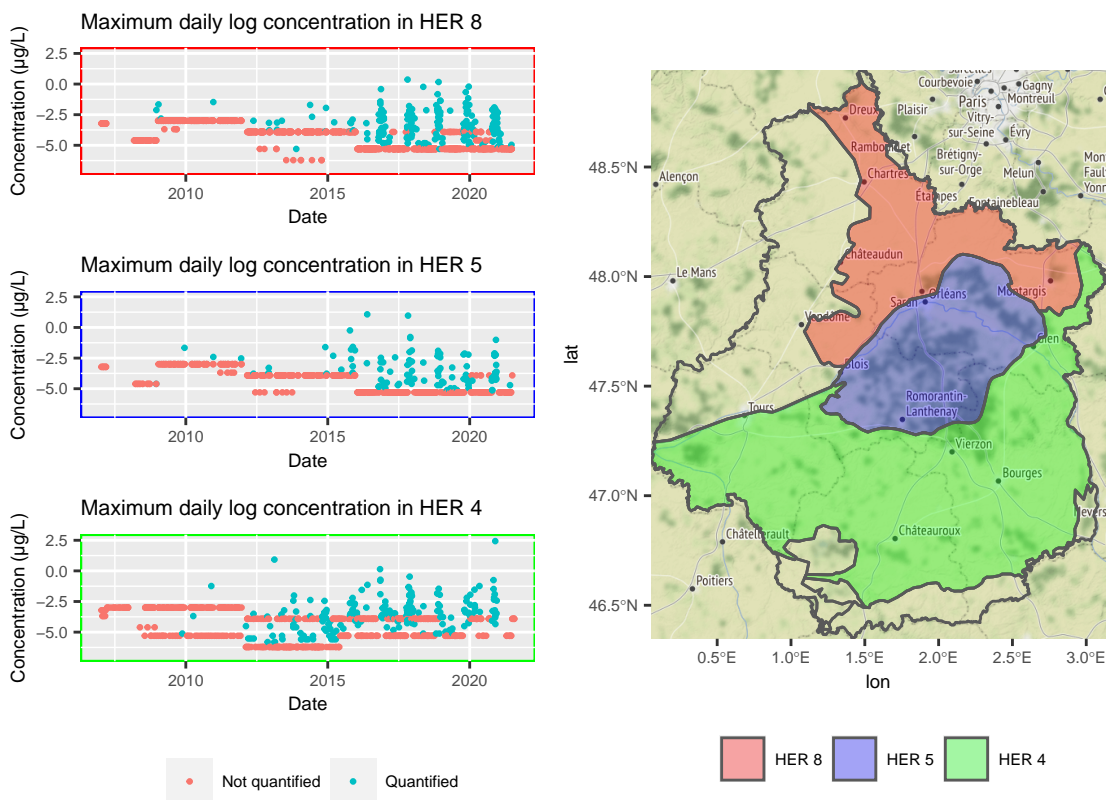 Maximum daily log concentration in HER 8
Concentration (µg/L)
2.5
0.0
−2.5
−5.0
2010
2015
2020
Date
Maximum daily log concentration in HER 5
Concentration (µg/L)
2.5
0.0
−2.5
−5.0
2010
2015
2020
Date
Maximum daily log concentration in HER 4
Concentration (µg/L)
2.5
0.0
−2.5
−5.0
2010
2015
2020
Date
Not quantified
Quantified
lat
48.5°N
48.0°N
47.5°N
47.0°N
46.5°N
Courbevoie
Gagny
Paris
Montreuil
Plaisir
Vitry-
sur-Seine
Évry
Dreux
Rambouillet
Brétigny-
sur-Orge
Melun
Alençon
Chartres
Étampes
Fontainebleau
Châteaudun
Le Mans
Montargis
Orléans
Saran
Vendôme
Gien
Blois
Romorantin-
Lanthenay
Tours
Vierzon
Bourges
Nevers
Châtellerault
Châteauroux
Poitiers
0.5°E
1.0°E
1.5°E
2.0°E
2.5°E
3.0°E
lon
HER 8
HER 5
HER 4